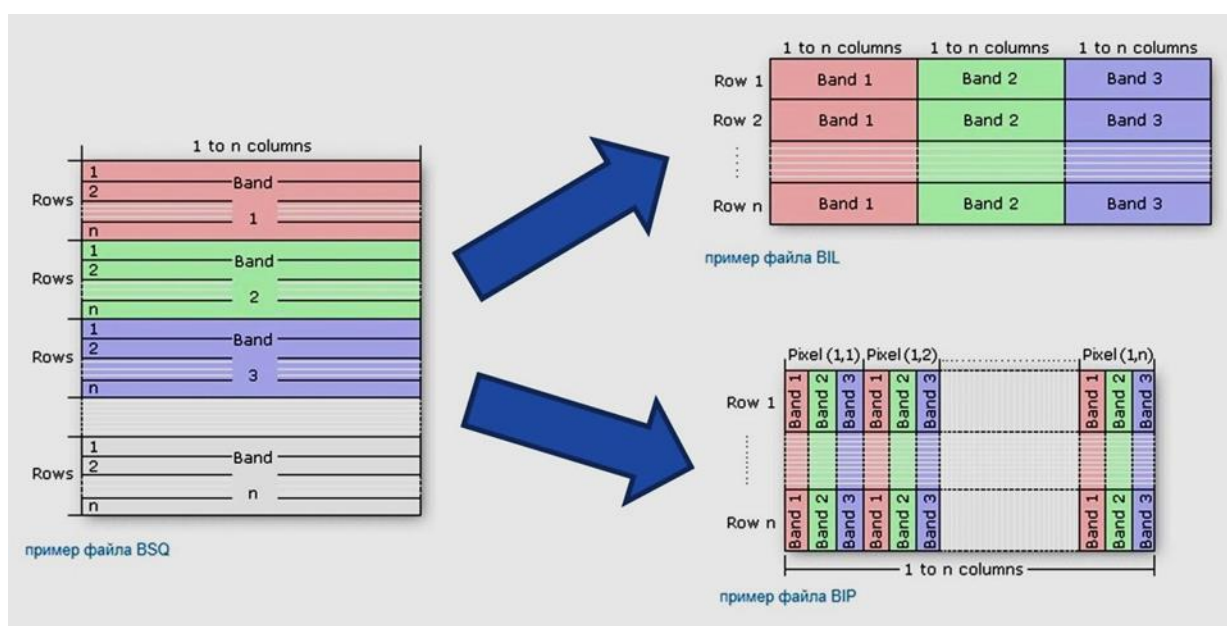 1 to n columns
Rows
1
2
n
Band
1
Rows
1
2
n
Band
2
Rows
1
2
n
Band
3
Rows
1
2
n
Band
n
пример файла BSQ
1 to n columns 1 to n columns 1 to n columns
Row 1 Band 1 Band 2 Band 3
Row 2 Band 1 Band 2 Band 3
Row n Band 1 Band 2 Band 3
пример файла BIL
Pixel (1,1) Pixel (1,2) Pixel (1,n)
Row 1 Band 1 Band 2 Band 3 Band 1 Band 2 Band 3 Band 1 Band 2 Band 3
Row n Band 1 Band 2 Band 3 Band 1 Band 2 Band 3 Band 1 Band 2 Band 3
1 to n columns
пример файла BIP